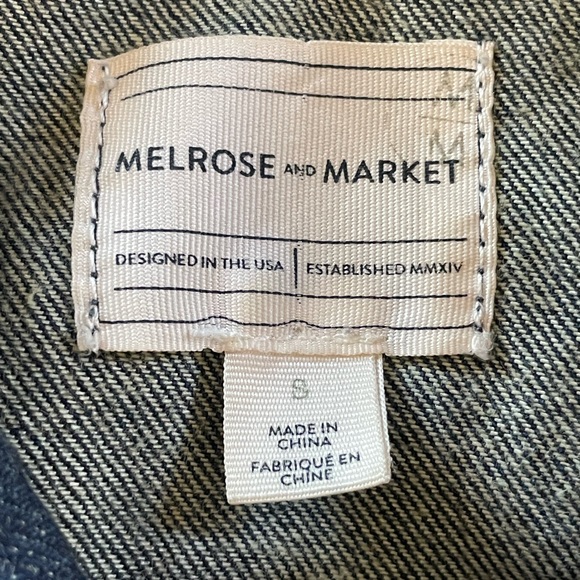 M
M
MELROSE AND MARKET
DESIGNED IN THE USA | ESTABLISHED MMXIV
S
MADE IN
CHINA
FABRIQUÉ EN
CHINE